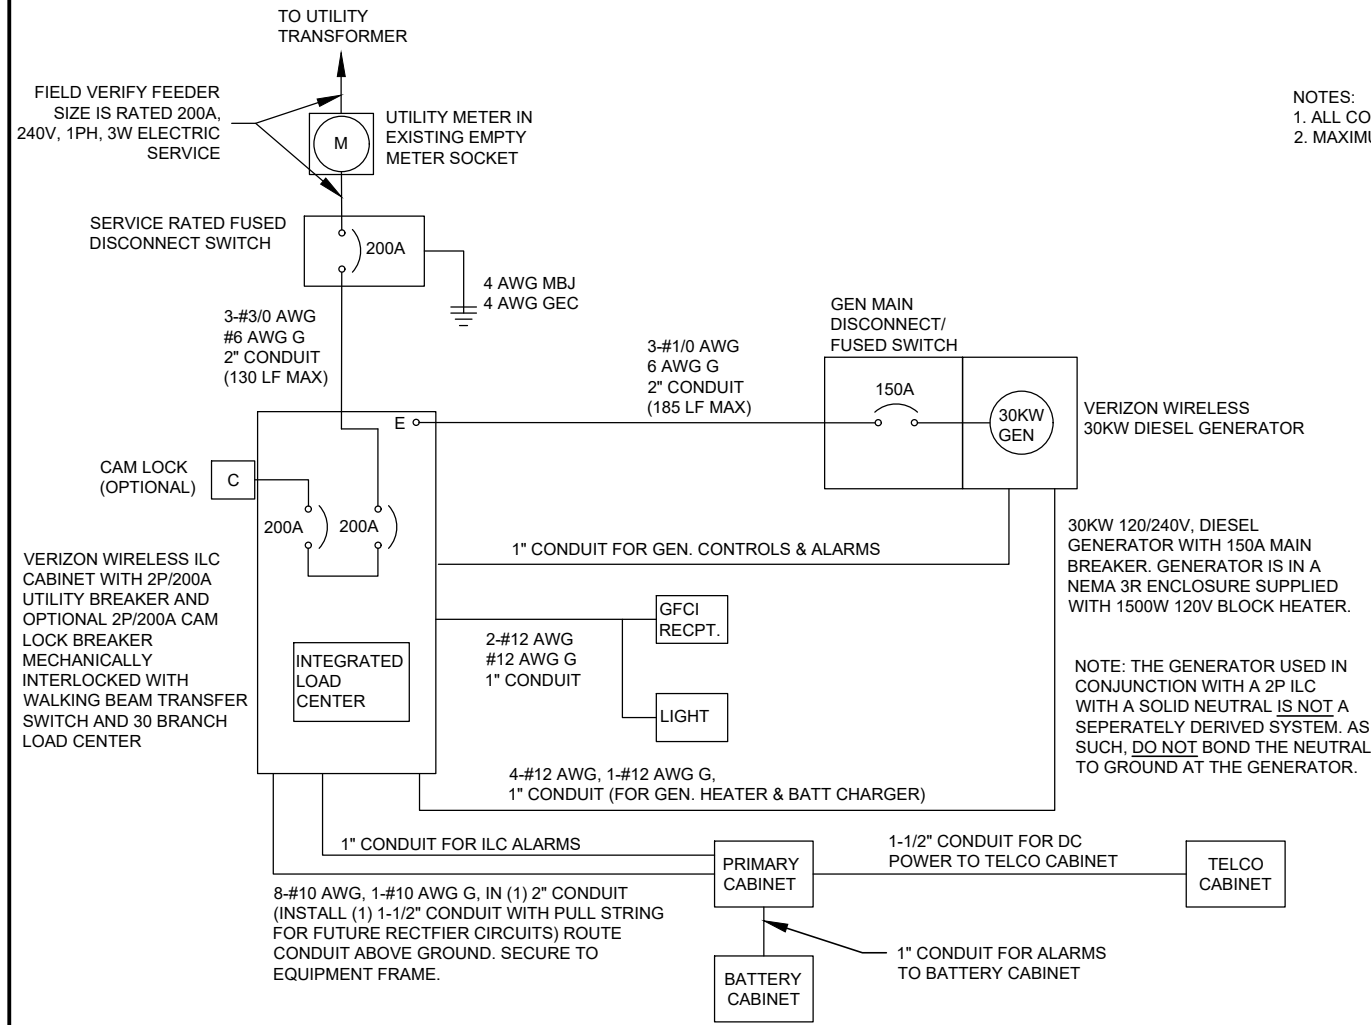 TO UTILITY
TRANSFORMER
FIELD VERIFY FEEDER
SIZE IS RATED 200A,
240V, 1PH, 3W ELECTRIC
SERVICE
M
UTILITY METER IN
EXISTING EMPTY
METER SOCKET
NOTES:
1. ALL CO
2. MAXIMU
SERVICE RATED FUSED
DISCONNECT SWITCH
200A
4 AWG MBJ
4 AWG GEC
3-#3/0 AWG
#6 AWG G
2" CONDUIT
(130 LF MAX)
3-#1/0 AWG
6 AWG G
2" CONDUIT
(185 LF MAX)
GEN MAIN
DISCONNECT/
FUSED SWITCH
150A
30KW
GEN
VERIZON WIRELESS
30KW DIESEL GENERATOR
E
CAM LOCK
(OPTIONAL)
C
200A
200A
1" CONDUIT FOR GEN. CONTROLS & ALARMS
30KW 120/240V, DIESEL
GENERATOR WITH 150A MAIN
BREAKER. GENERATOR IS IN A
NEMA 3R ENCLOSURE SUPPLIED
WITH 1500W 120V BLOCK HEATER.
VERIZON WIRELESS ILC
CABINET WITH 2P/200A
UTILITY BREAKER AND
OPTIONAL 2P/200A CAM
LOCK BREAKER
MECHANICALLY
INTERLOCKED WITH
WALKING BEAM TRANSFER
SWITCH AND 30 BRANCH
LOAD CENTER
INTEGRATED
LOAD
CENTER
2-#12 AWG
#12 AWG G
1" CONDUIT
GFCI
RECPT.
LIGHT
NOTE: THE GENERATOR USED IN
CONJUNCTION WITH A 2P ILC
WITH A SOLID NEUTRAL IS NOT A
SEPERATELY DERIVED SYSTEM. AS
SUCH, DO NOT BOND THE NEUTRAL
TO GROUND AT THE GENERATOR.
4-#12 AWG, 1-#12 AWG G,
1" CONDUIT (FOR GEN. HEATER & BATT CHARGER)
1" CONDUIT FOR ILC ALARMS
8-#10 AWG, 1-#10 AWG G, IN (1) 2" CONDUIT
(INSTALL (1) 1-1/2" CONDUIT WITH PULL STRING
FOR FUTURE RECTFIER CIRCUITS) ROUTE
CONDUIT ABOVE GROUND. SECURE TO
EQUIPMENT FRAME.
PRIMARY
CABINET
1-1/2" CONDUIT FOR DC
POWER TO TELCO CABINET
TELCO
CABINET
1" CONDUIT FOR ALARMS
TO BATTERY CABINET
BATTERY
CABINET